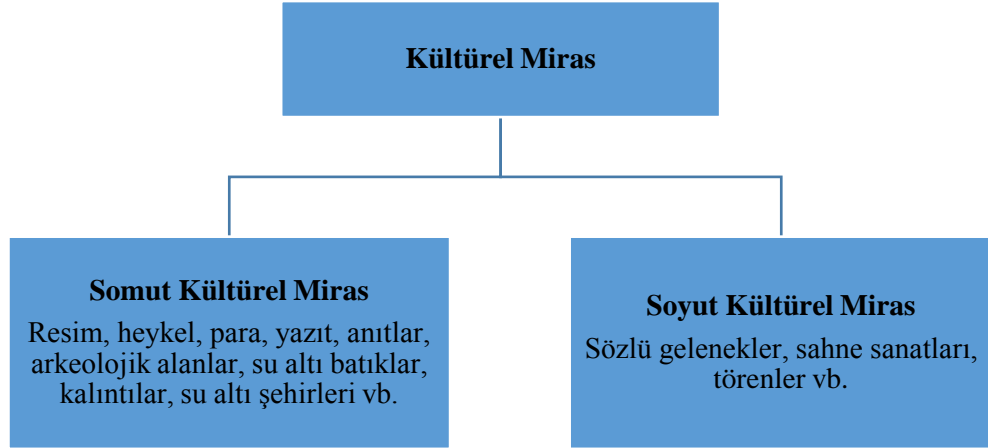 Kültürel Miras
Somut Kültürel Miras
Resim, heykel, para, yazıt, anıtlar,
arkeolojik alanlar, su altı batıklar,
kalıntılar, su altı şehirleri vb.
Soyut Kültürel Miras
Sözlü gelenekler, sahne sanatları,
törenler vb.